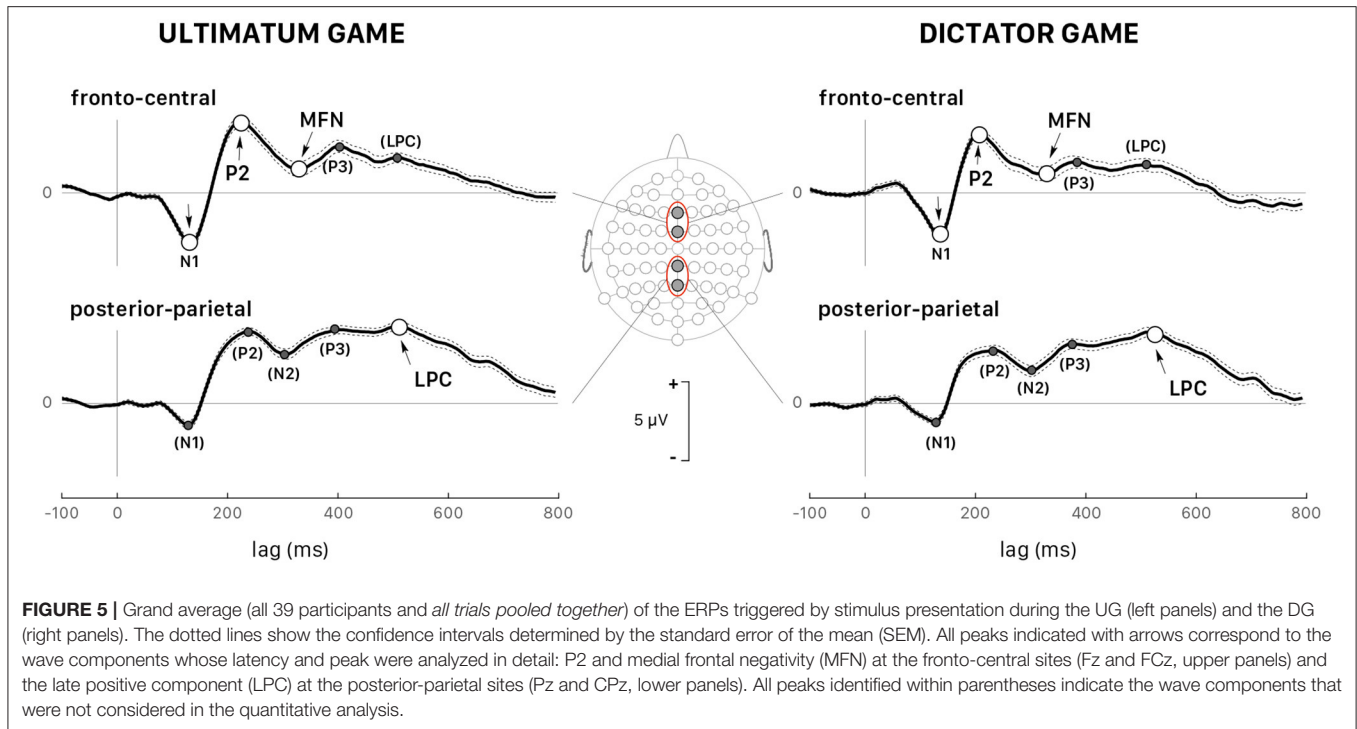 ULTIMATUM GAME
DICTATOR GAME
fronto-central
MFN
(LPC)
P2
(P3)
0
N1
fronto-central
MFN
(LPC)
P2
(P3)
0
N1
posterior-parietal
(P2)
(N2)
(P3)
LPC
0
(N1)
+
5 µV
-
posterior-parietal
(P2)
(N2)
(P3)
LPC
0
(N1)
-100 0 200 400 600 800
lag (ms)
-100 0 200 400 600 800
lag (ms)
FIGURE 5 | Grand average (all 39 participants and all trials pooled together) of the ERPs triggered by stimulus presentation during the UG (left panels) and the DG
(right panels). The dotted lines show the confidence intervals determined by the standard error of the mean (SEM). All peaks indicated with arrows correspond to the
wave components whose latency and peak were analyzed in detail: P2 and medial frontal negativity (MFN) at the fronto-central sites (Fz and FCz, upper panels) and
the late positive component (LPC) at the posterior-parietal sites (Pz and CPz, lower panels). All peaks identified within parentheses indicate the wave components that
were not considered in the quantitative analysis.